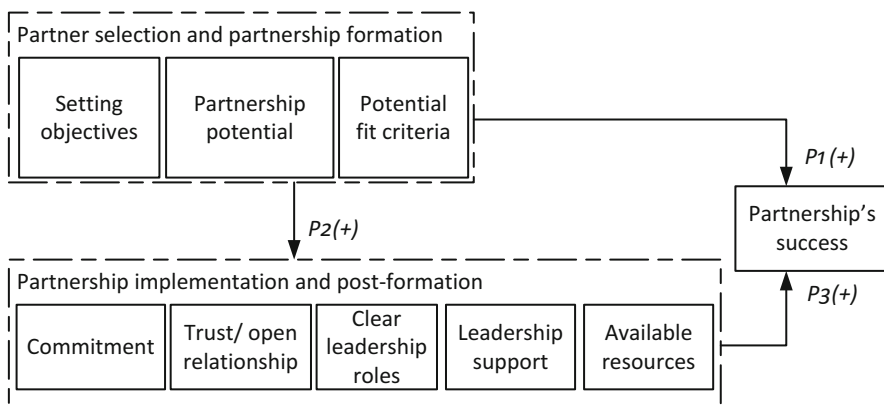 Partner selection and partnership formation
Setting
objectives
Partnership
potential
Potential
fit criteria
P1(+)
P2(+)
Partnership's
success
Partnership implementation and post-formation
P3(+)
Commitment
Trust/ open
relationship
Clear
leadership
roles
Leadership
support
Available
resources